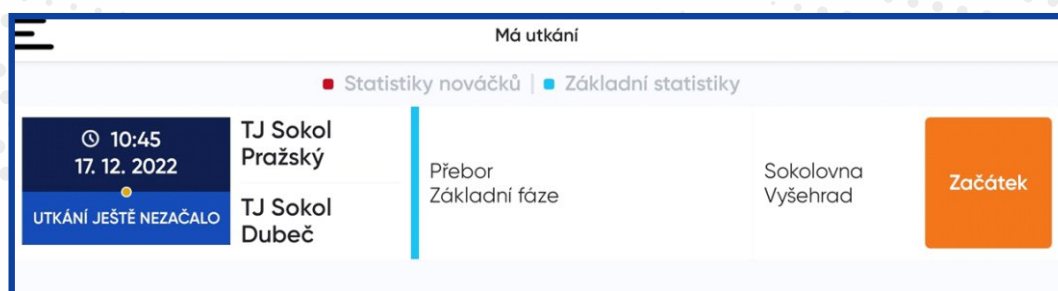 Má utkání
Statistiky nováčků | Základní statistiky
10:45
17. 12. 2022
UTKÁNÍ JEŠTĚ NEZAČALO
TJ Sokol
Pražský
TJ Sokol
Dubeč
Přebor
Základní fáze
Sokolovna
Vyšehrad
Začátek